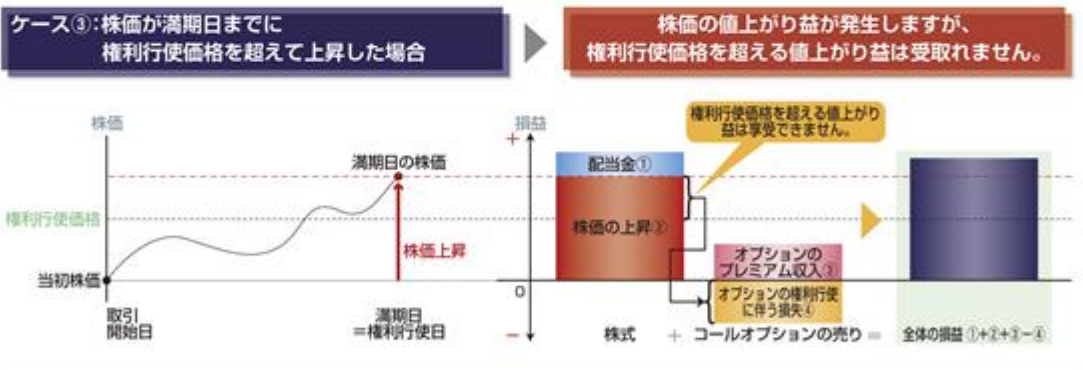 ケース③:株価が満期日までに
権利行使価格を超えて上昇した場合
株価の値上がり益が発生しますが、
権利行使価格を超える値上がり益は受取れません。
株価
満期日の株価
権利行使価格
株価上昇
当初株価
取引
開始日
満期日
=権利行使日
損益
+
0
−
権利行使価格を超える値上がり
益は享受できません。
配当金①
株価の上昇②
オプションの
プレミアム収入③
オプションの権利行使
に伴う損失④
株式 + コールオプションの売り = 全体の損益 ①+②+③−④